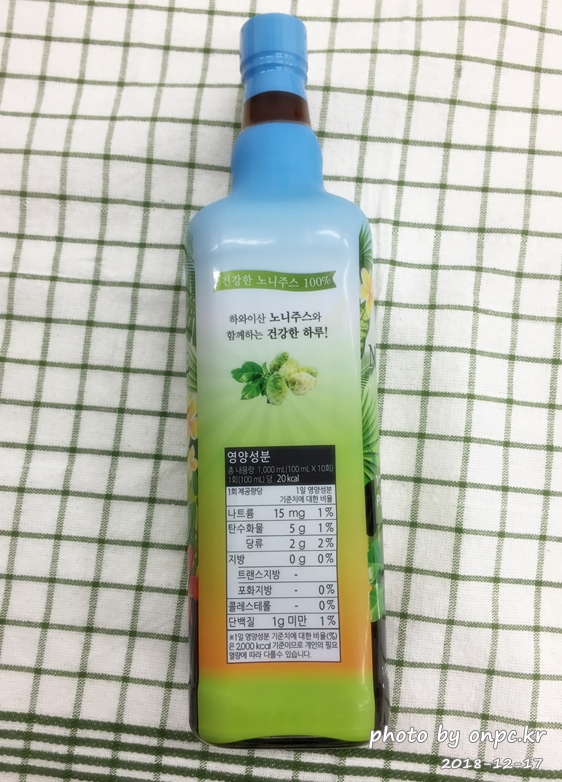 건강한 노니주스 100%
하와이산 노니주스와
함께하는 건강한 하루!
영양성분
총 내용량 1,000 mL(100 mL X 10회)
1회(100 mL) 당 20 kcal
1회 제공량당 1일 영양성분
기준치에 대한 비율
나트륨 15 mg 1%
탄수화물 5 g 1%
당류 2 g 2%
지방 0 g 0%
트랜스지방 -
포화지방 - 0%
콜레스테롤 - 0%
단백질 1g 미만 1%
※1일 영양성분 기준치에 대한 비율(%)
은 2,000 kcal 기준이므로 개인의 필요
열량에 따라 다를수 있습니다.
photo by onpc.kr
2018-12-17